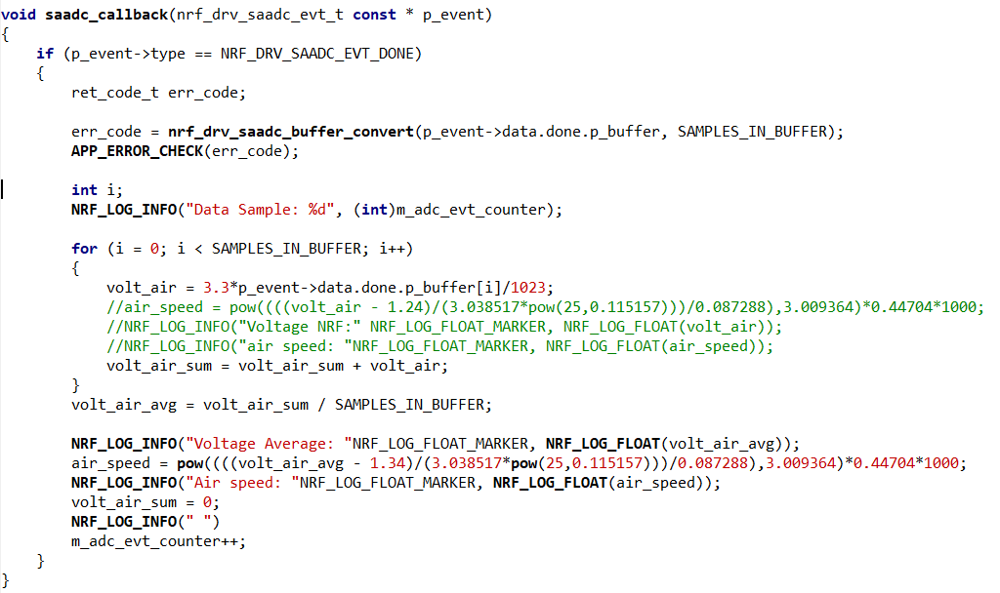 void saadc_callback(nrf_drv_saadc_evt_t const * p_event)
{
    if (p_event->type == NRF_DRV_SAADC_EVT_DONE)
    {
        ret_code_t err_code;

        err_code = nrf_drv_saadc_buffer_convert(p_event->data.done.p_buffer, SAMPLES_IN_BUFFER);
        APP_ERROR_CHECK(err_code);

        int i;
        NRF_LOG_INFO("Data Sample: %d", (int)m_adc_evt_counter);

        for (i = 0; i < SAMPLES_IN_BUFFER; i++)
        {
            volt_air = 3.3*p_event->data.done.p_buffer[i]/1023;
            //air_speed = pow((((volt_air - 1.24)/(3.038517*pow(25,0.115157)))/0.087288),3.009364)*0.44704*1000;
            //NRF_LOG_INFO("Voltage NRF:" NRF_LOG_FLOAT_MARKER, NRF_LOG_FLOAT(volt_air));
            //NRF_LOG_INFO("air speed: "NRF_LOG_FLOAT_MARKER, NRF_LOG_FLOAT(air_speed));
            volt_air_sum = volt_air_sum + volt_air;
        }
        volt_air_avg = volt_air_sum / SAMPLES_IN_BUFFER;

        NRF_LOG_INFO("Voltage Average: "NRF_LOG_FLOAT_MARKER, NRF_LOG_FLOAT(volt_air_avg));
        air_speed = pow((((volt_air_avg - 1.34)/(3.038517*pow(25,0.115157)))/0.087288),3.009364)*0.44704*1000;
        NRF_LOG_INFO("Air speed: "NRF_LOG_FLOAT_MARKER, NRF_LOG_FLOAT(air_speed));
        volt_air_sum = 0;
        NRF_LOG_INFO(" ")
        m_adc_evt_counter++;
    }
}